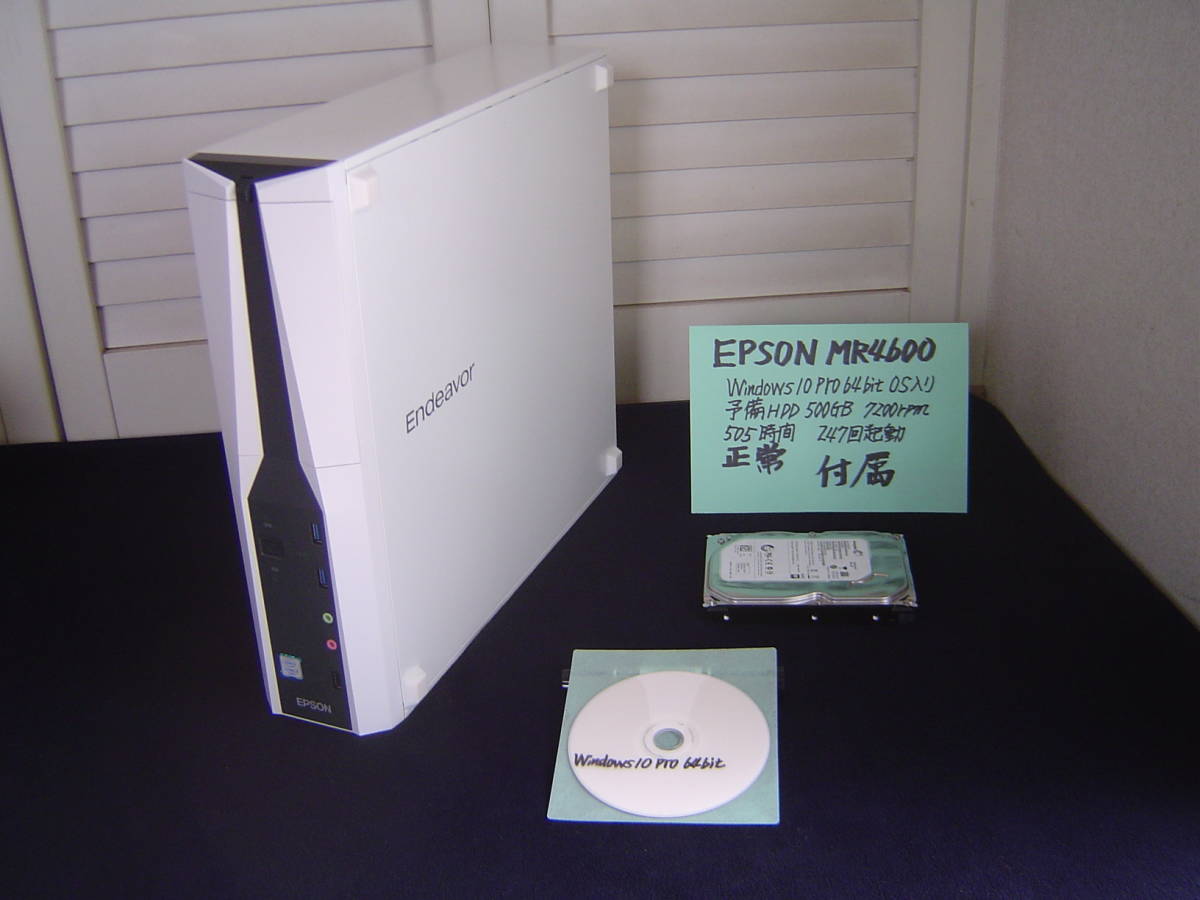 Endeavor
EPSON
EPSON MR4600
Windows10 Pro 64bit OS入り
予備HDD 500GB 7200rpm
505時間 247回起動
正常 付属
Windows10 Pro 64bit